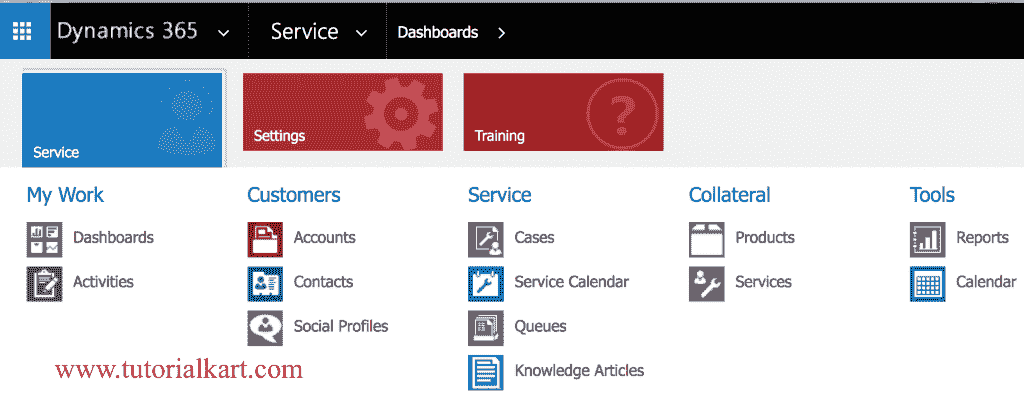 Dynamics 365 Service Dashboards
Service Settings Training
My Work Customers Service Collateral Tools
Dashboards Accounts Cases Products Reports
Activities Contacts Service Calendar Services Calendar
Social Profiles Queues
www.tutorialkart.com Knowledge Articles